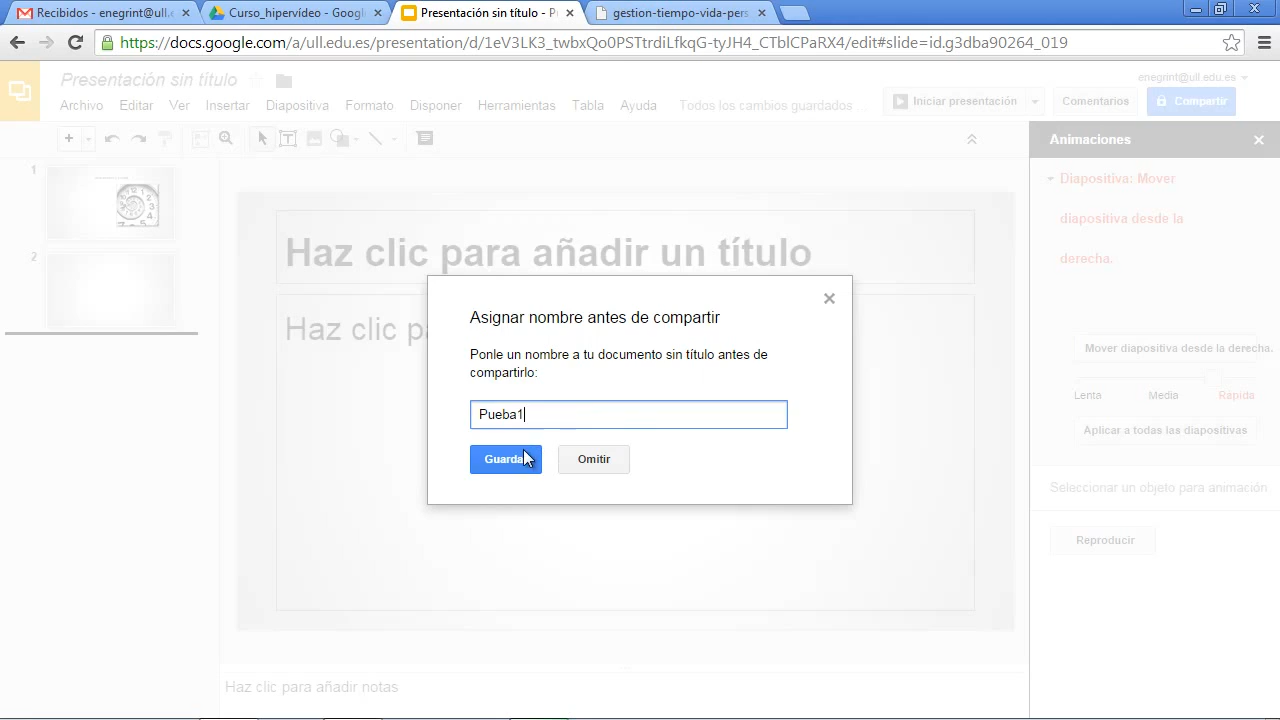 Recibidos - enegrint@ull.
Curso_hipervídeo - Googl
Presentación sin título - P
gestion-tiempo-vida-pers
https://docs.google.com/a/ull.edu.es/presentation/d/1eV3LK3_twbxQo0PSTtrdiLfkqG-tyJH4_CTblCPaRX4/edit#slide=id.g3dba90264_019
Presentación sin título
enegrint@ull.edu.es
Archivo Editar Ver Insertar Diapositiva Formato Disponer Herramientas Tabla Ayuda Todos los cambios guardados ...
Iniciar presentación Comentarios Compartir
Animaciones
1
2
Diapositiva: Mover
diapositiva desde la
derecha.
Haz clic para añadir un título
Haz clic pa
Asignar nombre antes de compartir
Ponle un nombre a tu documento sin título antes de
compartirlo:
Pueba1
Guarda
Omitir
Mover diapositiva desde la derecha.
Lenta Media Rápida
Aplicar a todas las diapositivas
Seleccionar un objeto para animación
Reproducir
Haz clic para añadir notas